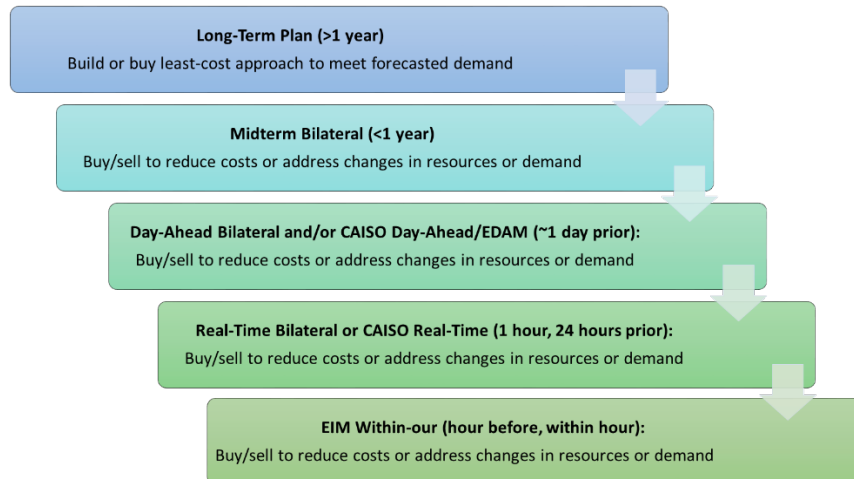 Long-Term Plan (>1 year)
Build or buy least-cost approach to meet forecasted demand
Midterm Bilateral (<1 year)
Buy/sell to reduce costs or address changes in resources or demand
Day-Ahead Bilateral and/or CAISO Day-Ahead/EDAM (~1 day prior):
Buy/sell to reduce costs or address changes in resources or demand
Real-Time Bilateral or CAISO Real-Time (1 hour, 24 hours prior):
Buy/sell to reduce costs or address changes in resources or demand
EIM Within-our (hour before, within hour):
Buy/sell to reduce costs or address changes in resources or demand